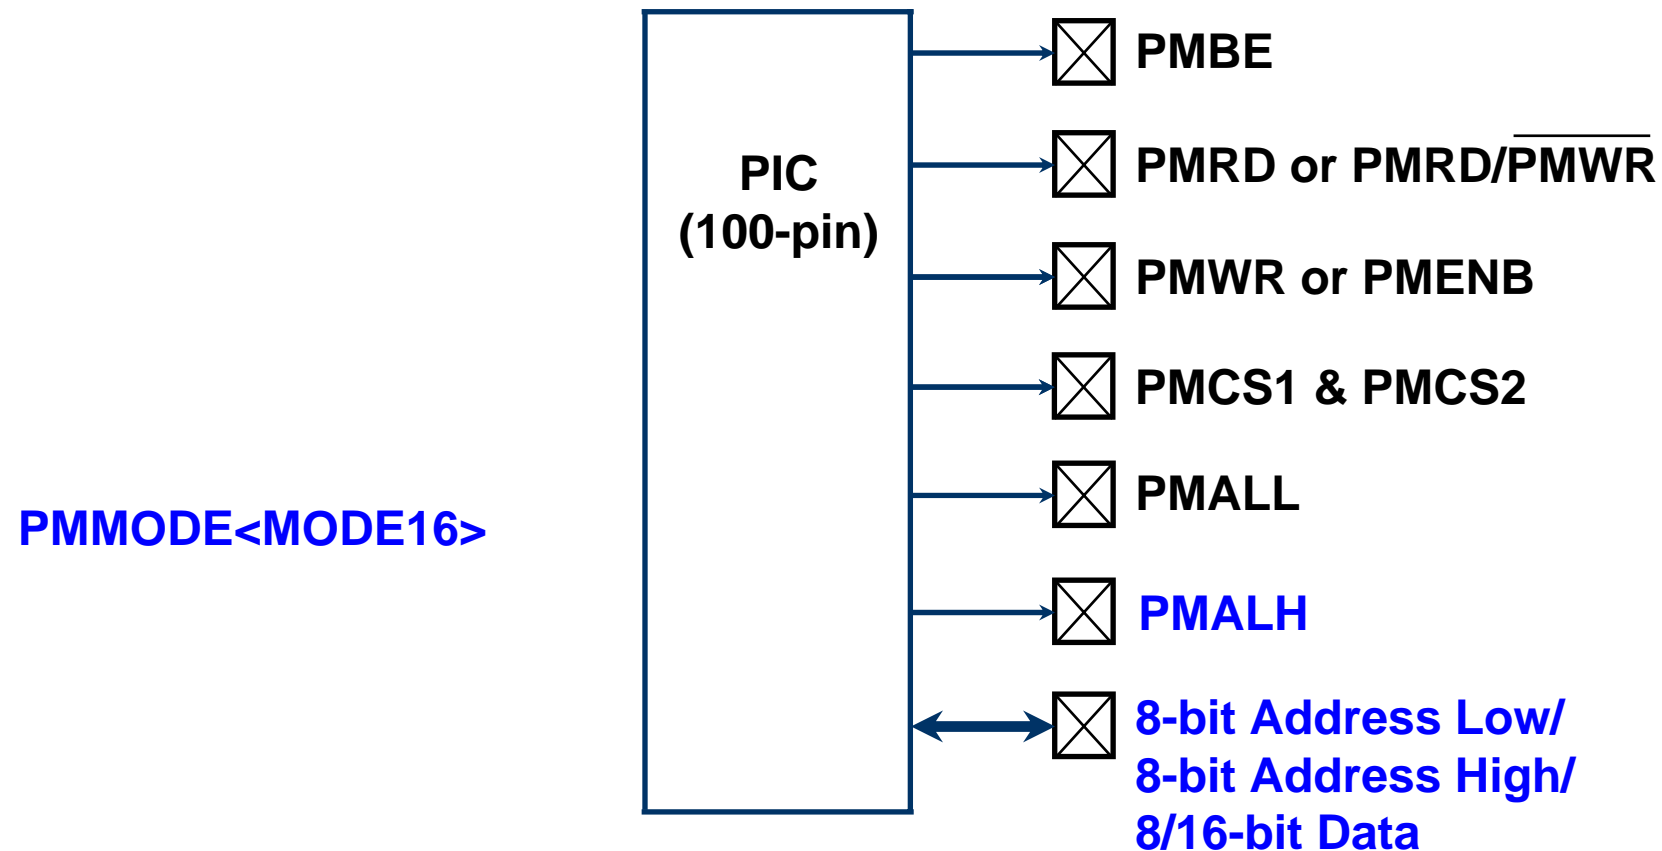 PMBE
PIC
(100-pin)
PMRD or PMRD/P̅M̅W̅R̅
PMWR or PMENB
PMCS1 & PMCS2
PMALL
PMMODE<MODE16>
PMALH
8-bit Address Low/
8-bit Address High/
8/16-bit Data